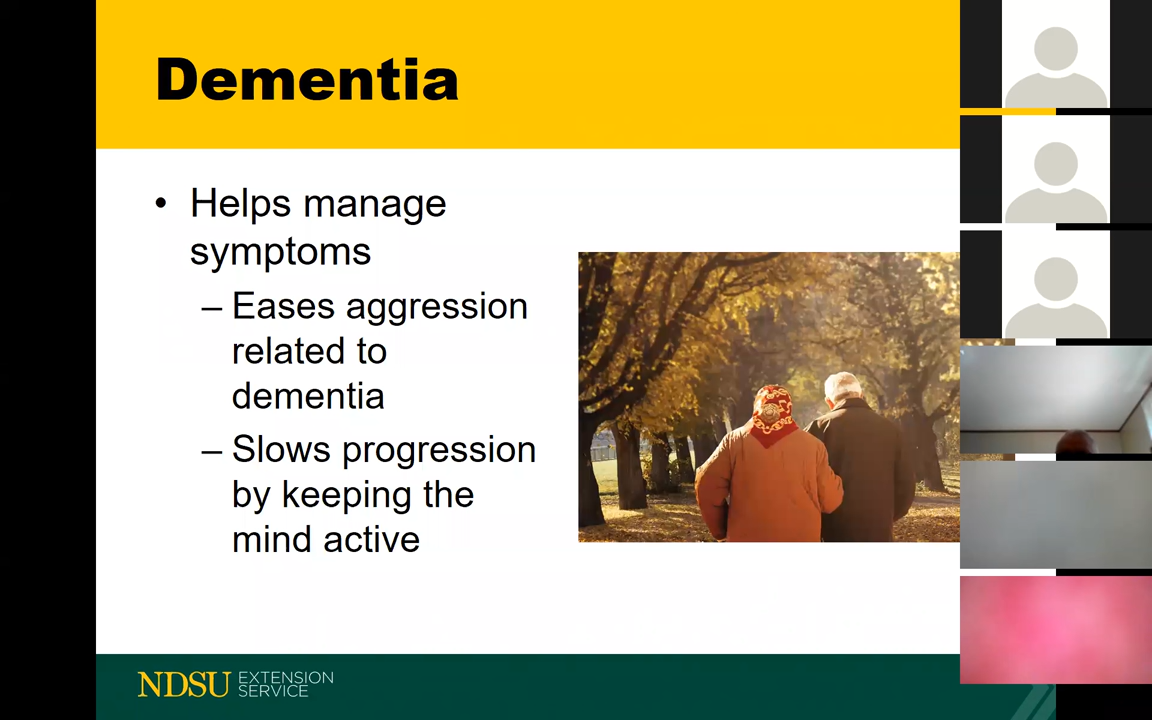 Dementia
• Helps manage
symptoms
– Eases aggression
related to
dementia
– Slows progression
by keeping the
mind active
NDSU EXTENSION
SERVICE